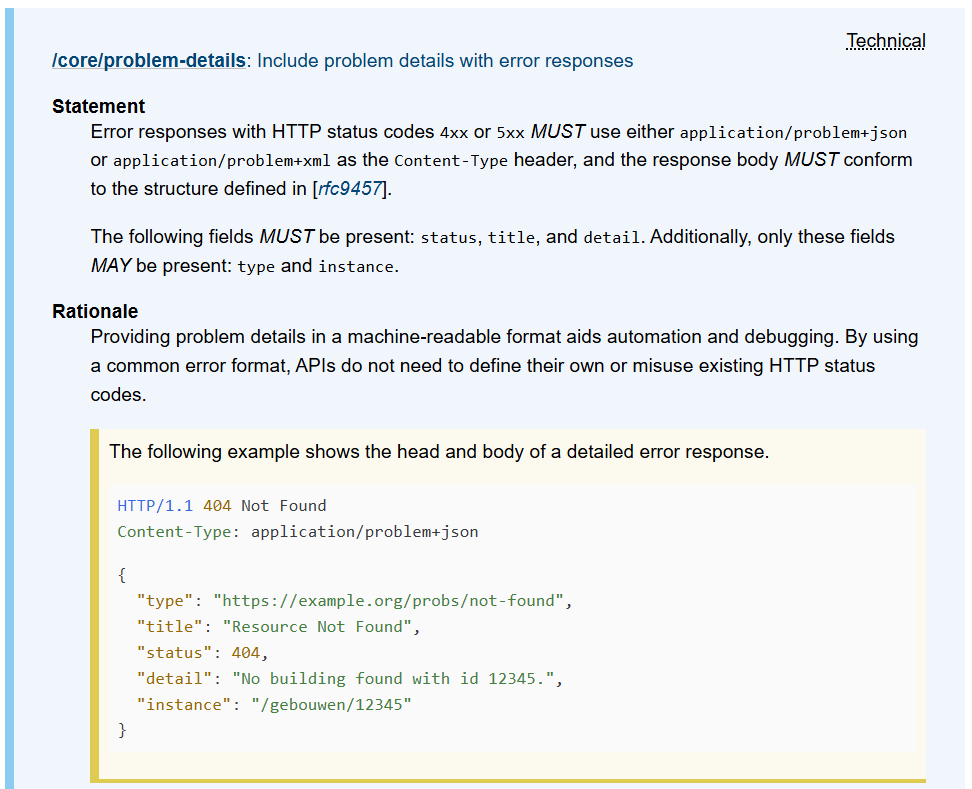 Technical
/core/problem-details: Include problem details with error responses
Statement
Error responses with HTTP status codes 4xx or 5xx MUST use either application/problem+json
or application/problem+xml as the Content-Type header, and the response body MUST conform
to the structure defined in [rfc9457].
The following fields MUST be present: status, title, and detail. Additionally, only these fields
MAY be present: type and instance.
Rationale
Providing problem details in a machine-readable format aids automation and debugging. By using
a common error format, APIs do not need to define their own or misuse existing HTTP status
codes.
The following example shows the head and body of a detailed error response.
HTTP/1.1 404 Not Found
Content-Type: application/problem+json
{
"type": "https://example.org/probs/not-found",
"title": "Resource Not Found",
"status": 404,
"detail": "No building found with id 12345.",
"instance": "/gebouwen/12345"
}